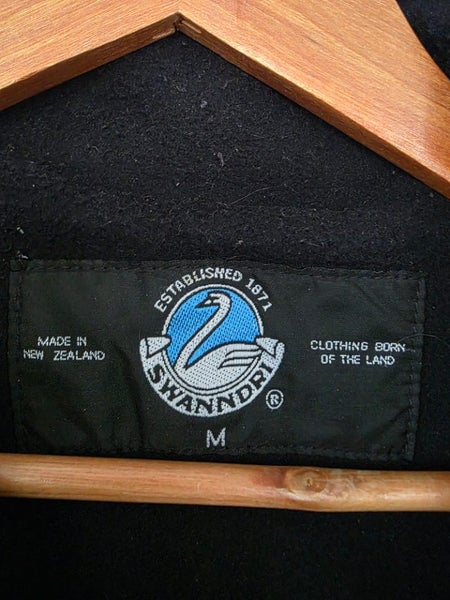 ESTABLISHED 1871
MADE IN
NEW ZEALAND
CLOTHING BORN
OF THE LAND
SWANNDRI
®
M